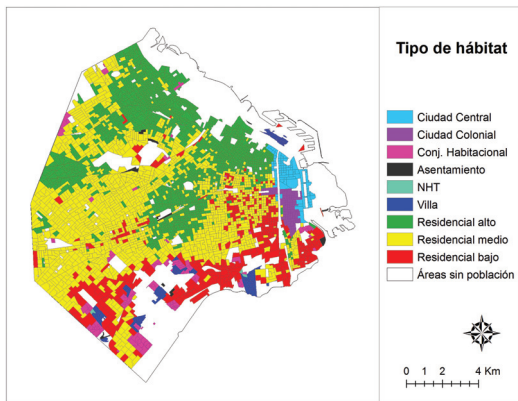 Tipo de hábitat
Ciudad Central
Ciudad Colonial
Conj. Habitacional
Asentamiento
NHT
Villa
Residencial alto
Residencial medio
Residencial bajo
Áreas sin población
0 1 2 4 Km